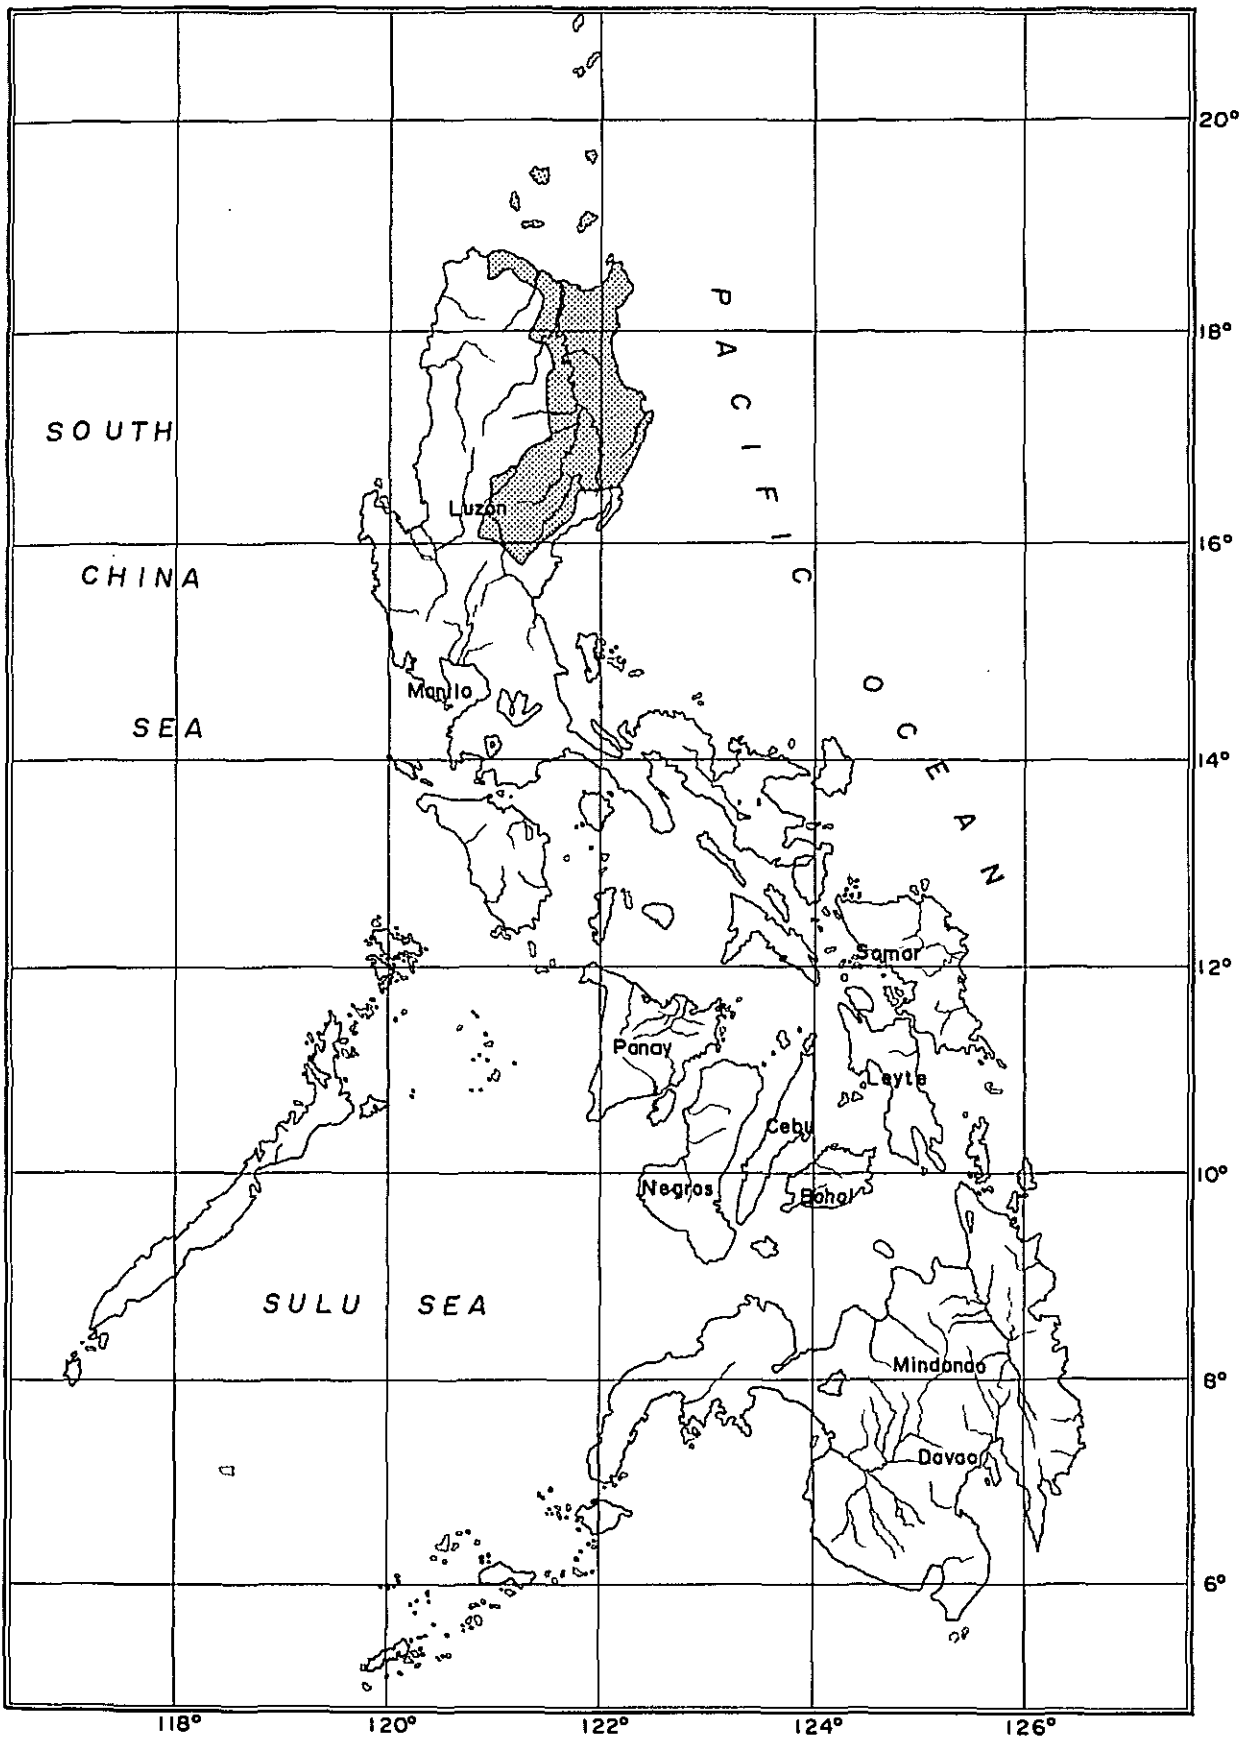 20°
18°
PACIFIC
SOUTH
Luzon
16°
CHINA
Manila
OCEAN
SEA
14°
Samar
12°
Panay
Leyte
Cebu
10°
Negros
Bohol
SULU SEA
Mindanao
8°
Davao
6°
118° 120° 122° 124° 126°